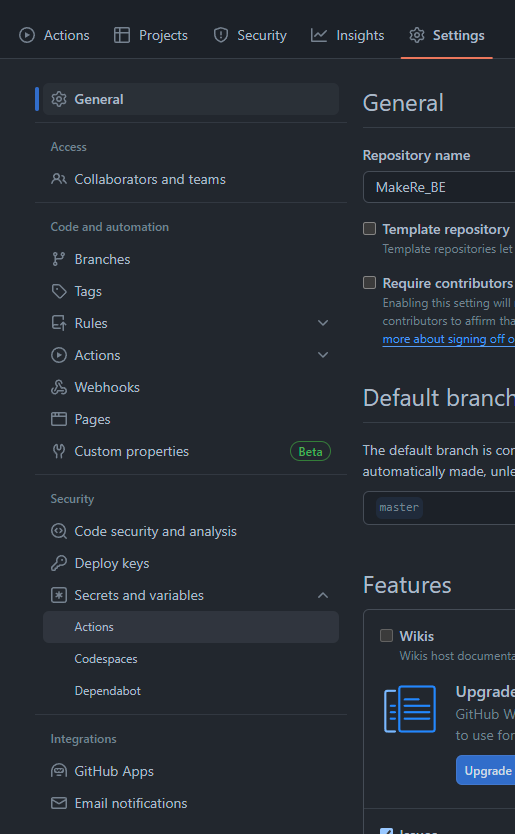 Actions Projects Security Insights Settings
General
Access
Collaborators and teams
Code and automation
Branches
Tags
Rules
Actions
Webhooks
Pages
Custom properties Beta
Security
Code security and analysis
Deploy keys
Secrets and variables
Actions
Codespaces
Dependabot
Integrations
GitHub Apps
Email notifications
General
Repository name
MakeRe_BE
Template repository
Template repositories let
Require contributors
Enabling this setting will
contributors to affirm tha
more about signing off o
Default branch
The default branch is con
automatically made, unle
master
Features
Wikis
Wikis host documenta
Upgrade
GitHub W
to use for
Upgrade
Issues